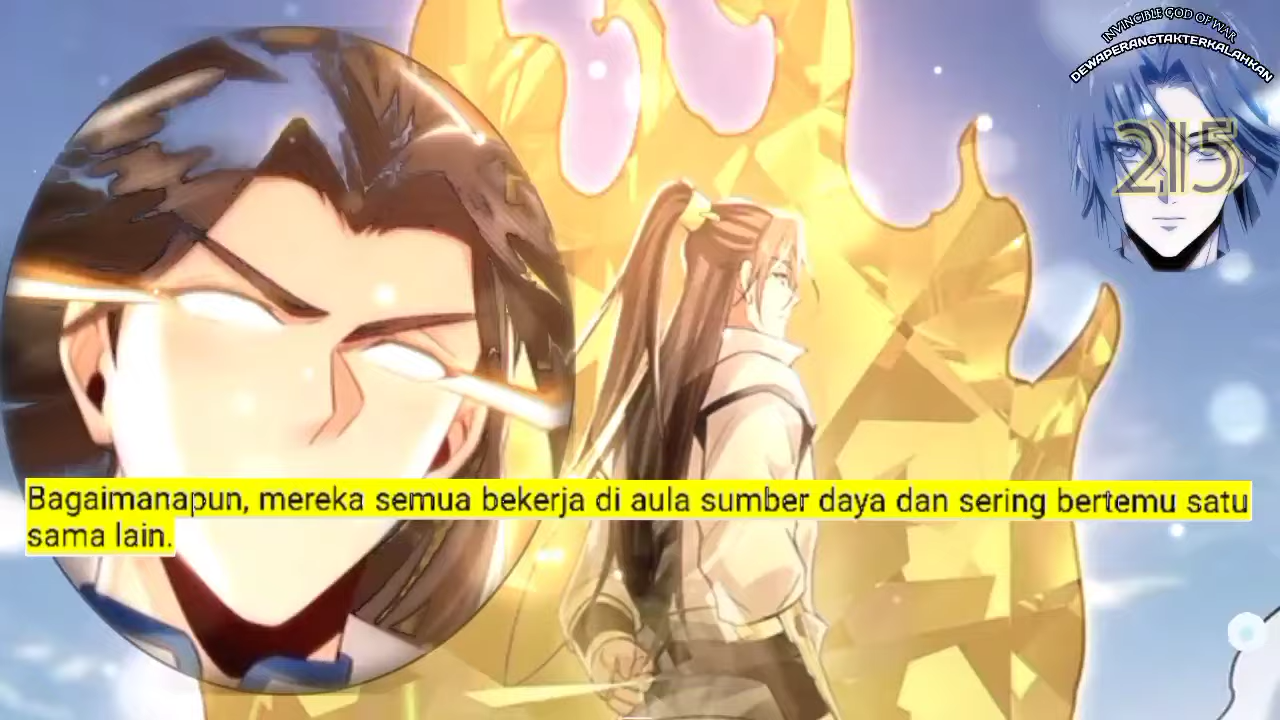 INVINCIBLE GOD OF WAR
DEWAPERANGTAKTERKALAHKAN
215
Bagaimanapun, mereka semua bekerja di aula sumber daya dan sering bertemu satu
sama lain.